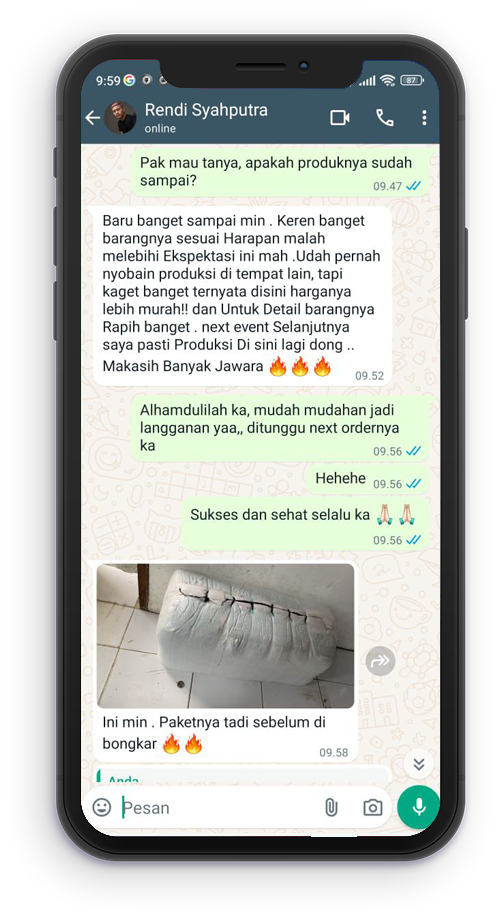 9:59
87
Rendi Syahputra
online
Pak mau tanya, apakah produknya sudah
sampai?
09.47
Baru banget sampai min . Keren banget
barangnya sesuai Harapan malah
melebihi Ekspektasi ini mah .Udah pernah
nyobain produksi di tempat lain, tapi
kaget banget ternyata disini harganya
lebih murah!! dan Untuk Detail barangnya
Rapih banget . next event Selanjutnya
saya pasti Produksi Di sini lagi dong ..
Makasih Banyak Jawara 🔥🔥🔥
09.52
Alhamdulilah ka, mudah mudahan jadi
langganan yaa,, ditunggu next ordernya
ka
09.56
Hehehe
09.56
Sukses dan sehat selalu ka 🙏🏻🙏🏻
09.56
Ini min . Paketnya tadi sebelum di
bongkar 🔥🔥
09.58
Anda
Pesan